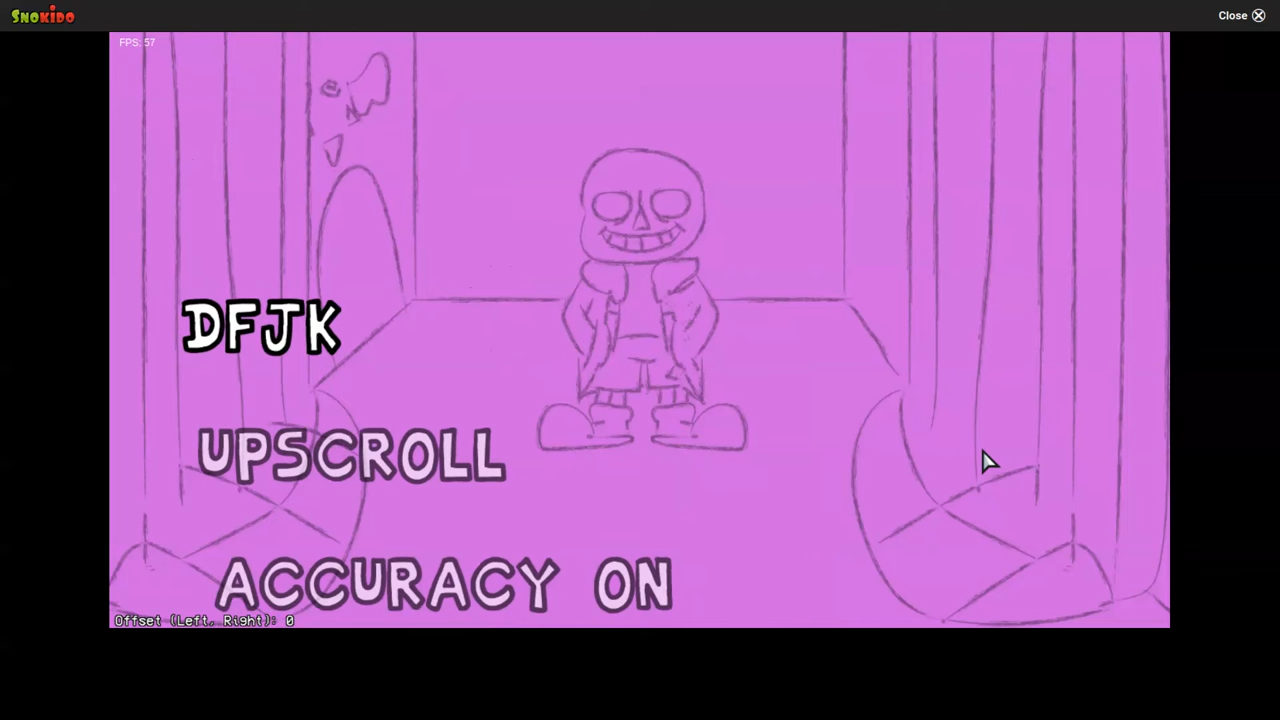 SNOKIDO
Close
FPS: 57
DFJK
UPSCROLL
ACCURACY ON
Offset (Left, Right): 0